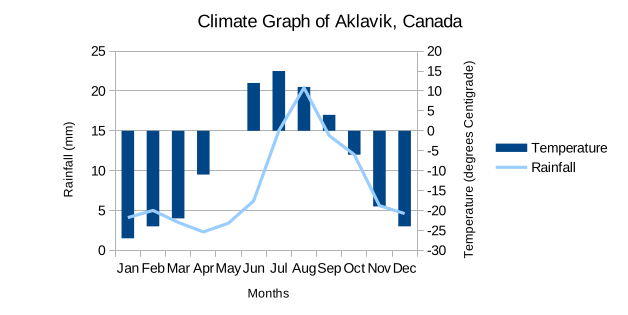 Climate Graph of Aklavik, Canada
25
20
15
10
5
0
Rainfall (mm)
20
15
10
5
0
-5
-10
-15
-20
-25
-30
Temperature (degrees Centigrade)
Jan Feb Mar Apr May Jun Jul Aug Sep Oct Nov Dec
Months
Temperature
Rainfall